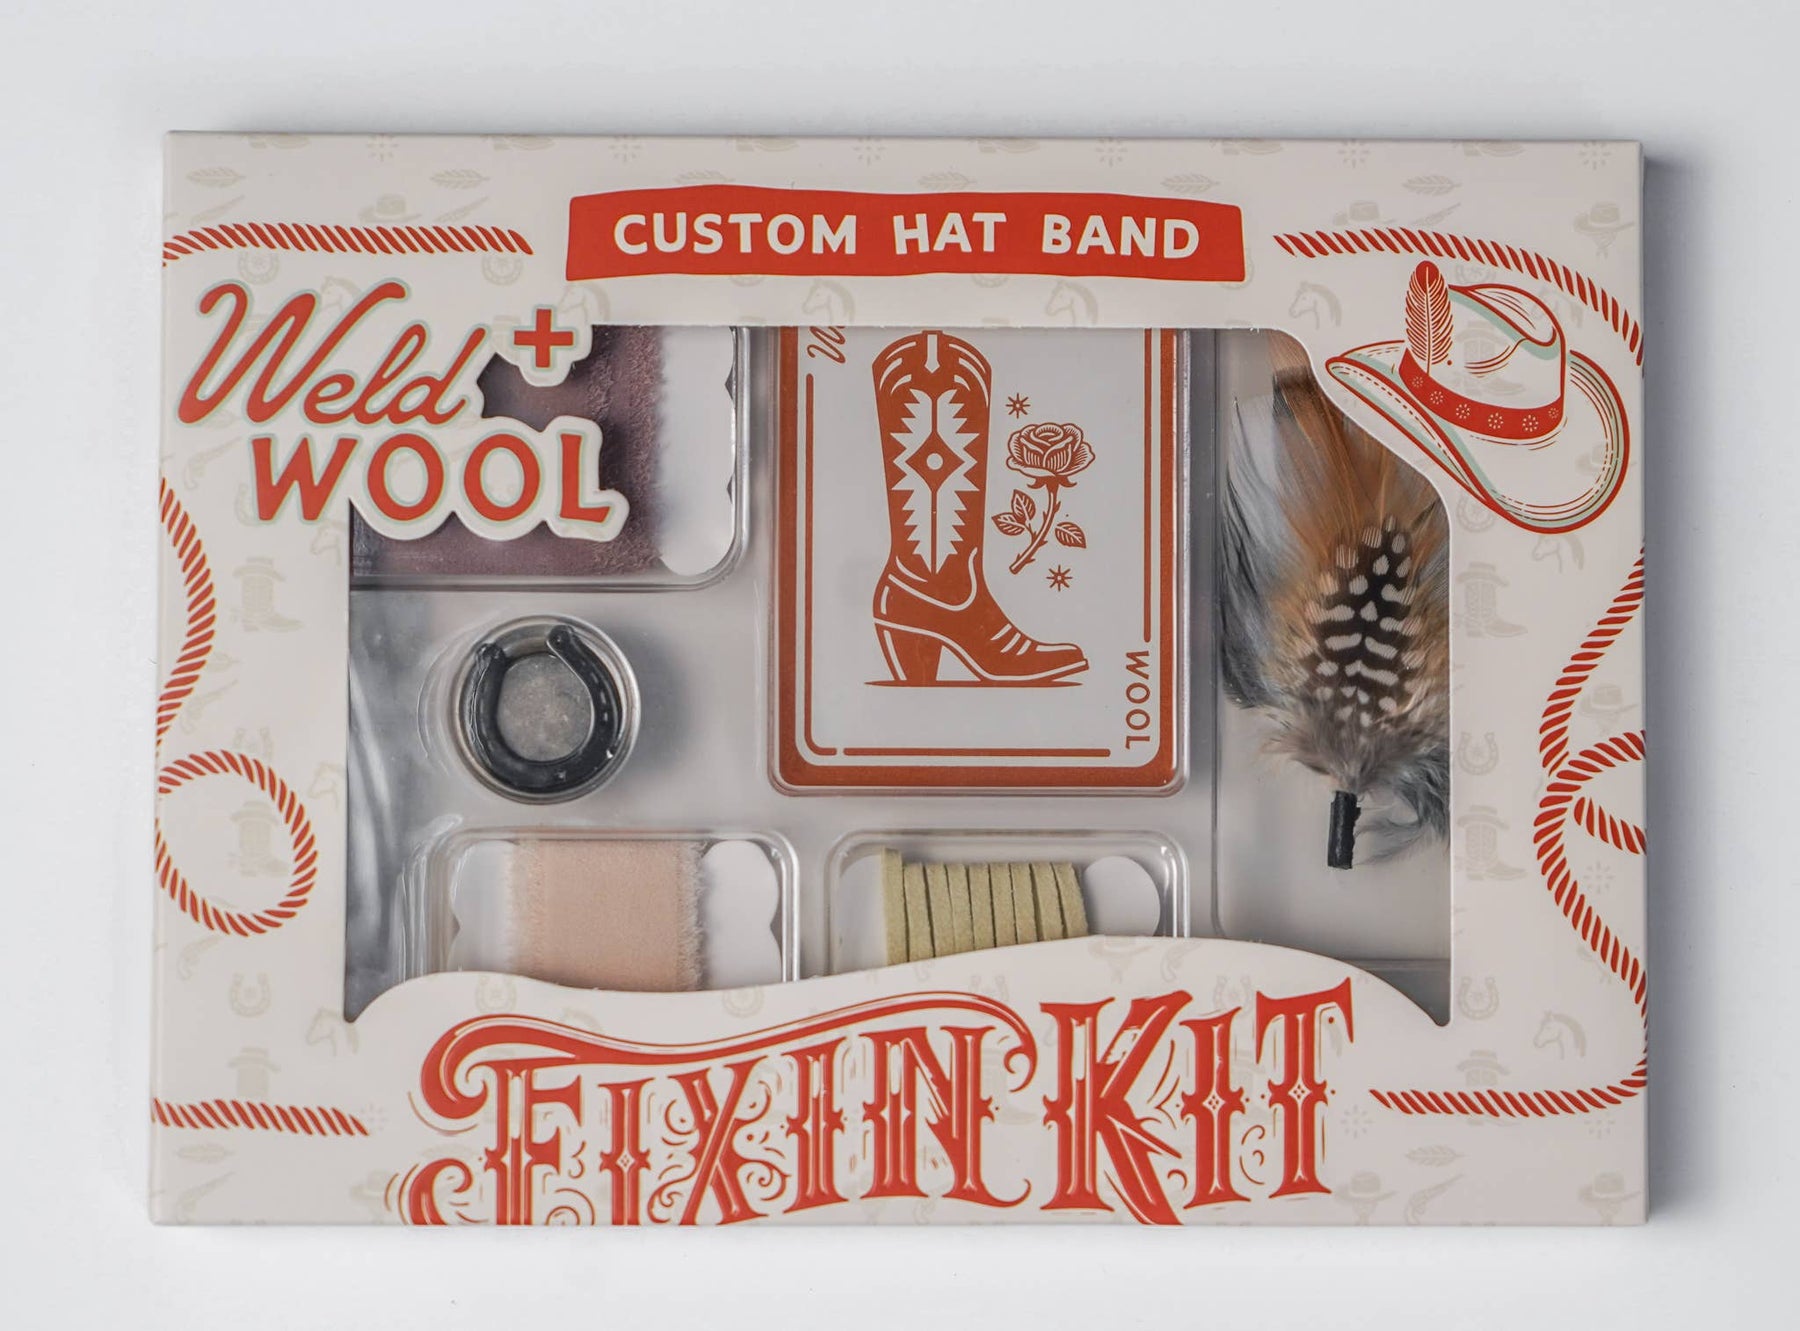 CUSTOM HAT BAND
Weld +
WOOL
W
WOOL
FIXIN KIT